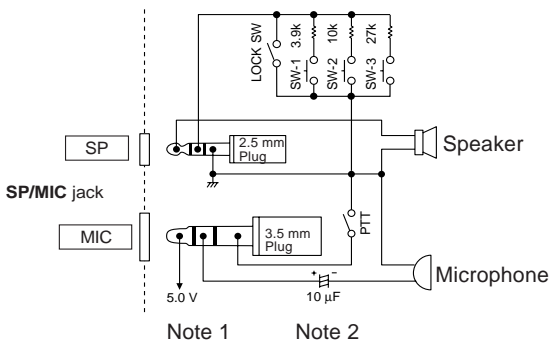 LOCK SW
3.9k
10k
27k
SW-1
SW-2
SW-3
SP
2.5 mm
Plug
Speaker
SP/MIC jack
MIC
3.5 mm
Plug
PTT
+ −
Microphone
5.0 V
10 µF
Note 1
Note 2